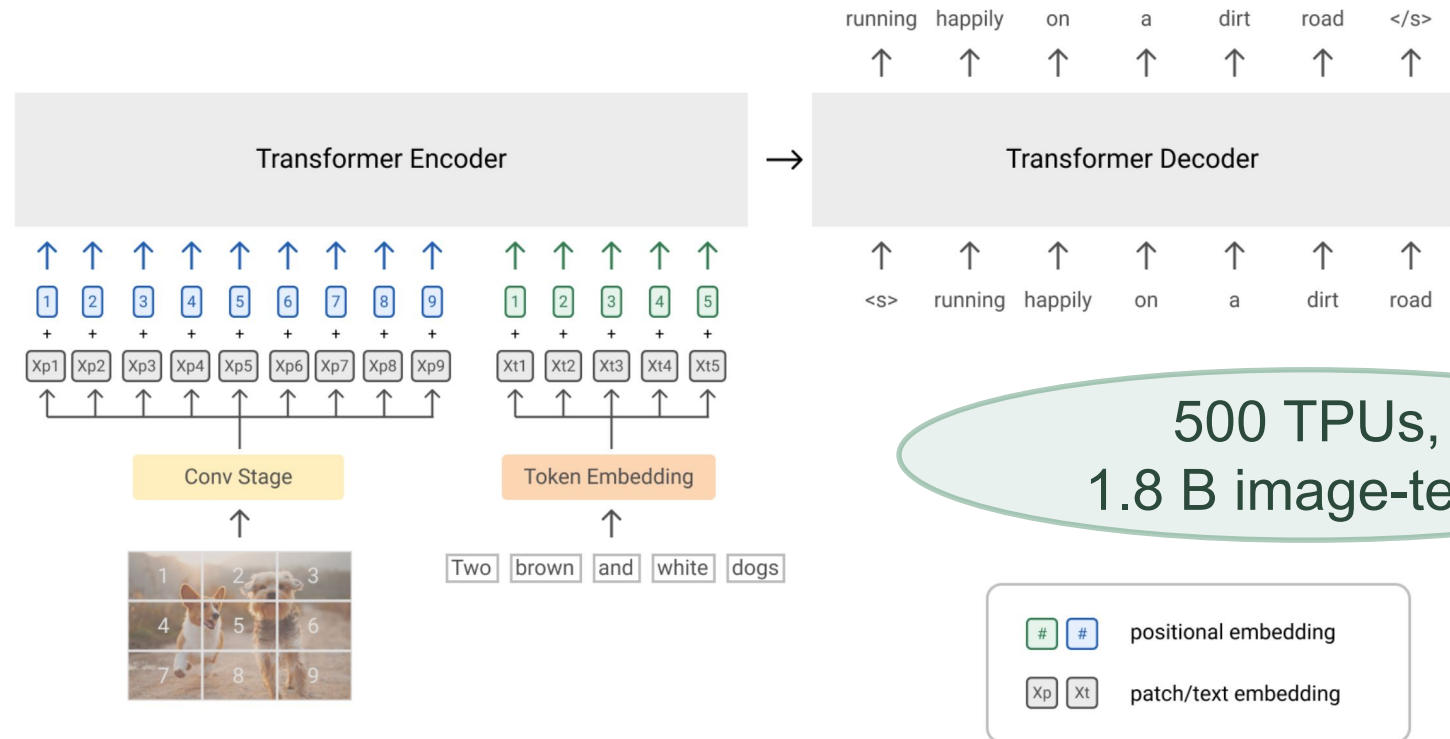 running happily on a dirt road </s>
Transformer Encoder
Transformer Decoder
1 2 3 4 5 6 7 8 9
1 2 3 4 5
<s> running happily on a dirt road
+ + + + + + + + +
+ + + + +
Xp1 Xp2 Xp3 Xp4 Xp5 Xp6 Xp7 Xp8 Xp9
Xt1 Xt2 Xt3 Xt4 Xt5
Conv Stage
Token Embedding
500 TPUs,
1.8 B image-te
Two brown and white dogs
1 2 3
4 5 6
7 8 9
# # positional embedding
Xp Xt patch/text embedding